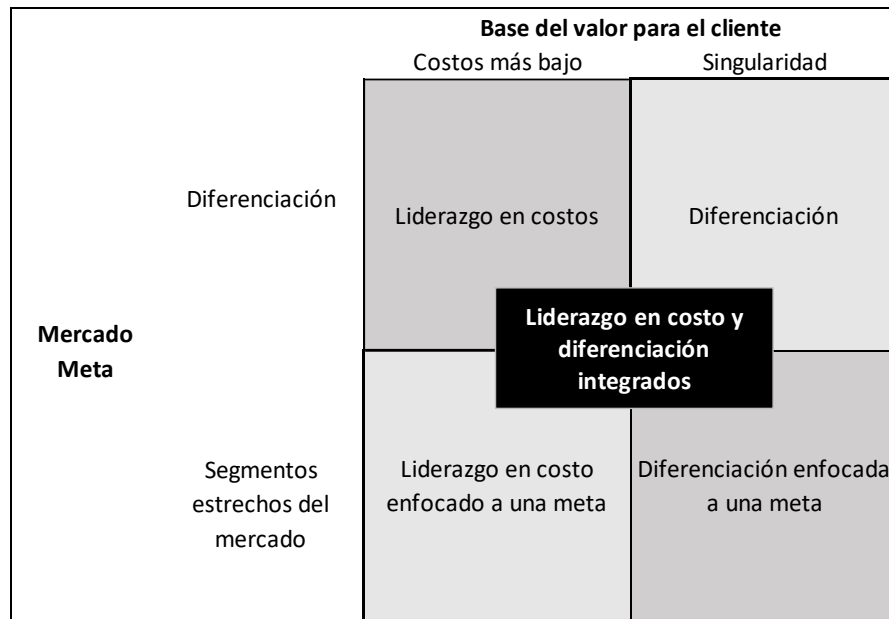 Base del valor para el cliente
Costos más bajo
Singularidad
Diferenciación
Liderazgo en costos
Diferenciación
Mercado
Meta
Liderazgo en costo y
diferenciación
integrados
Segmentos
estrechos del
mercado
Liderazgo en costo
enfocado a una meta
Diferenciación enfocada
a una meta